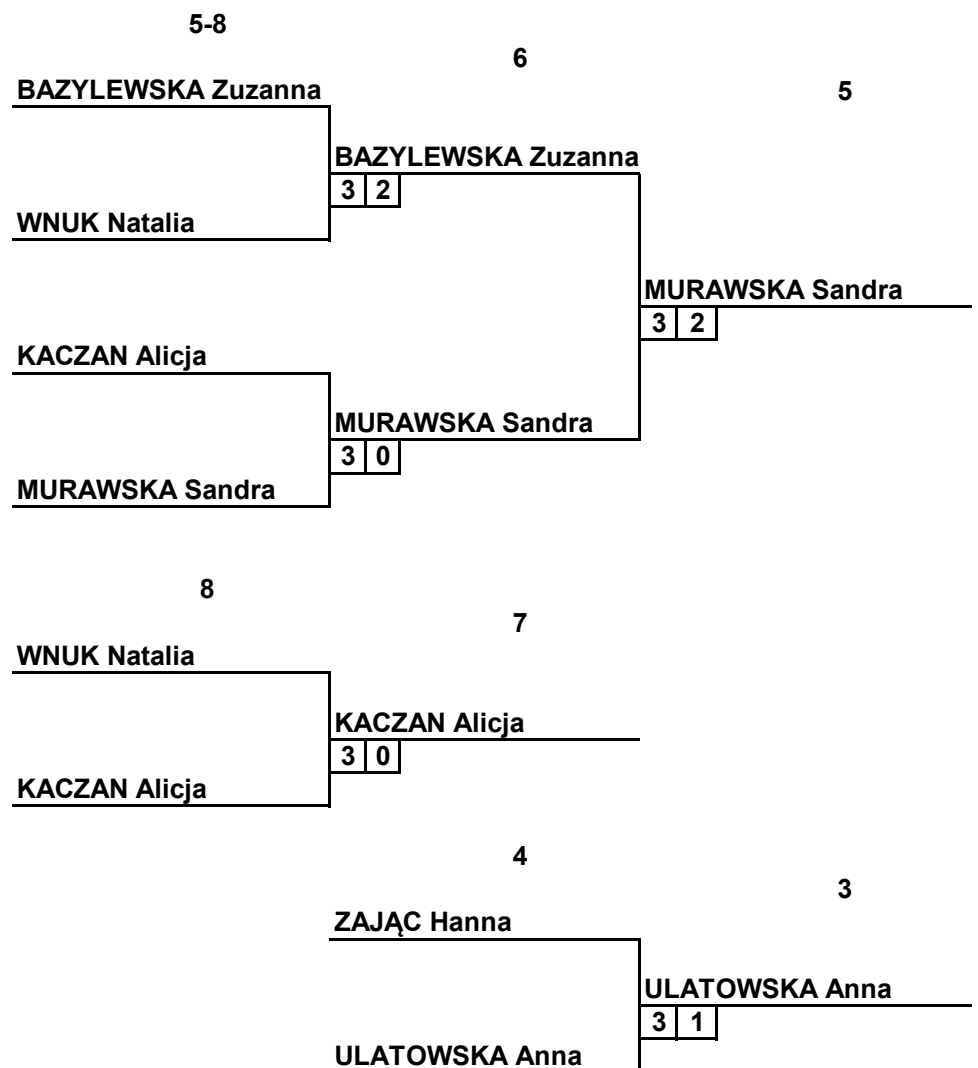 5-8
6
BAZYLEWSKA Zuzanna
5
BAZYLEWSKA Zuzanna
3 2
WNUK Natalia
MURAWSKA Sandra
3 2
KACZAN Alicja
MURAWSKA Sandra
3 0
MURAWSKA Sandra
8
7
WNUK Natalia
KACZAN Alicja
3 0
KACZAN Alicja
4
3
ZAJĄC Hanna
ULATOWSKA Anna
3 1
ULATOWSKA Anna